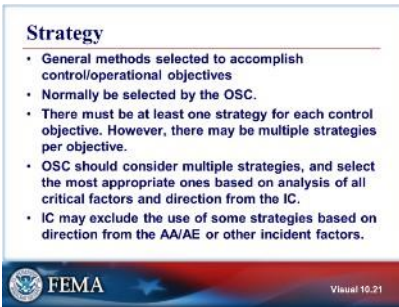 Strategy
• General methods selected to accomplish
control/operational objectives
• Normally be selected by the OSC.
• There must be at least one strategy for each control
objective. However, there may be multiple strategies
per objective.
• OSC should consider multiple strategies, and select
the most appropriate ones based on analysis of all
critical factors and direction from the IC.
• IC may exclude the use of some strategies based on
direction from the AA/AE or other incident factors.
FEMA
Visual 10.21